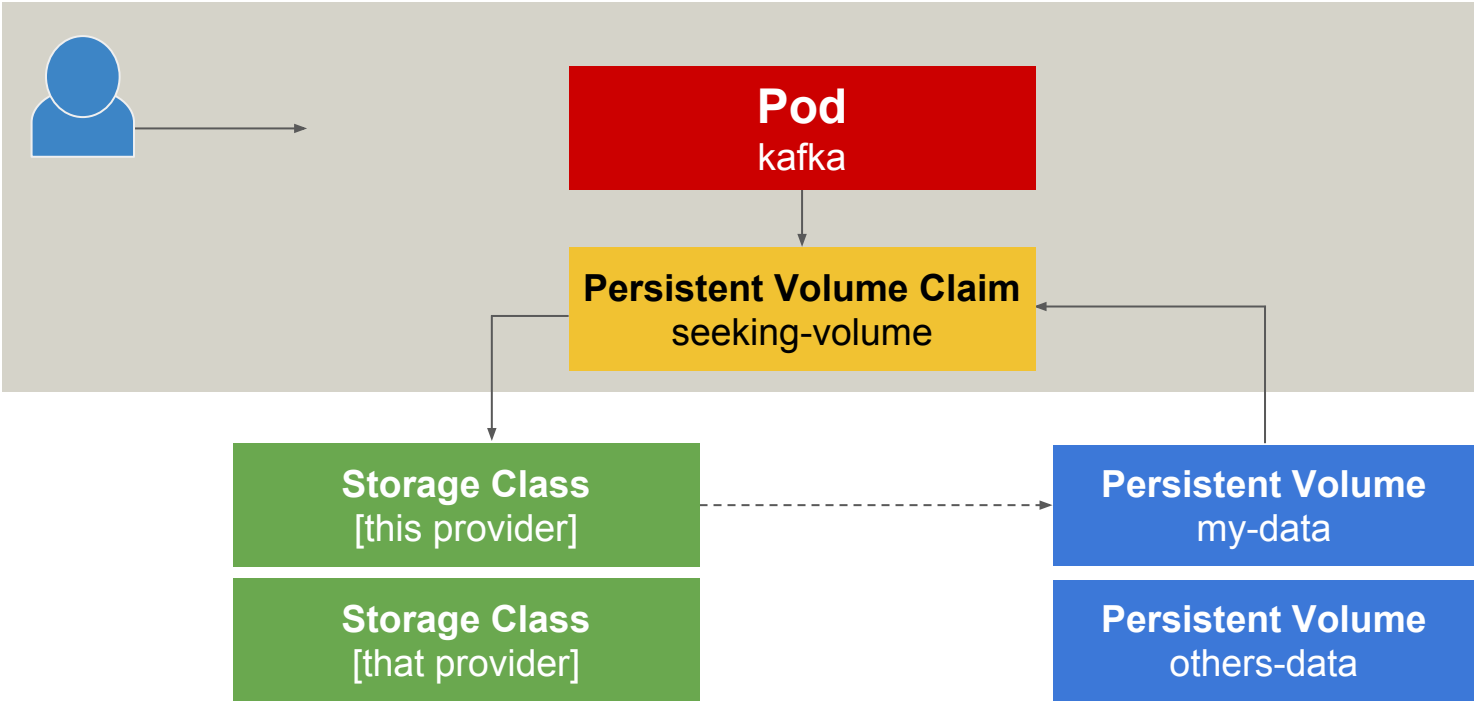 Pod
kafka
Persistent Volume Claim
seeking-volume
Storage Class
[this provider]
Persistent Volume
my-data
Storage Class
[that provider]
Persistent Volume
others-data